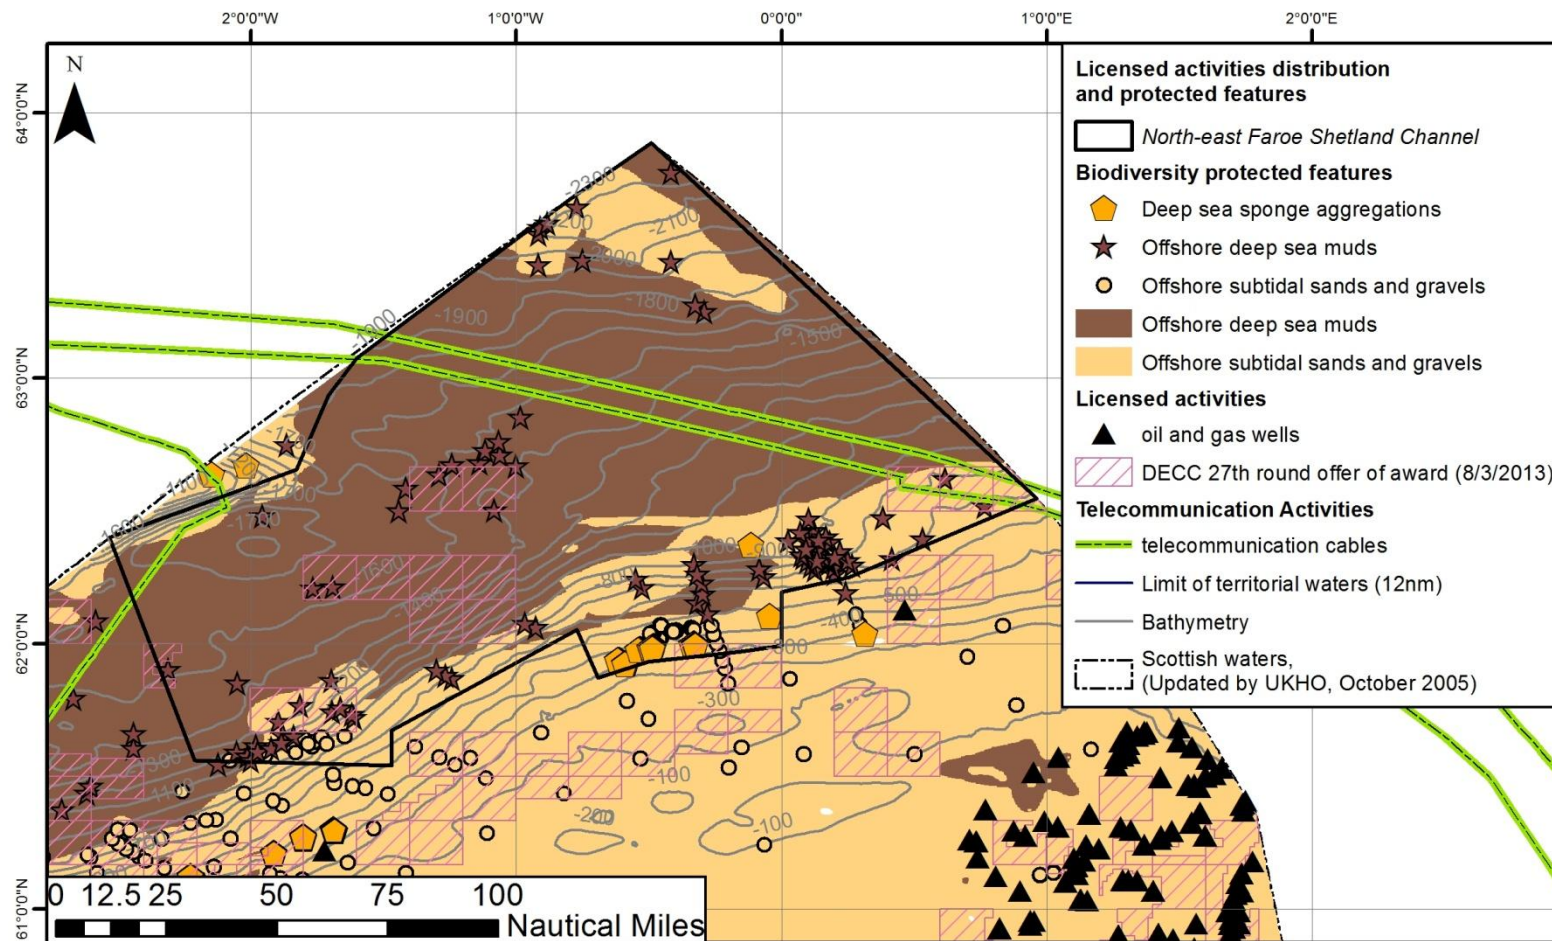 2°0'0"W 1°0'0"W 0°0'0" 1°0'0"E 2°0'0"E
N
64°0'0"N
63°0'0"N
62°0'0"N
61°0'0"N
Licensed activities distribution
and protected features
North-east Faroe Shetland Channel
Biodiversity protected features
Deep sea sponge aggregations
Offshore deep sea muds
Offshore subtidal sands and gravels
Offshore deep sea muds
Offshore subtidal sands and gravels
Licensed activities
oil and gas wells
DECC 27th round offer of award (8/3/2013)
Telecommunication Activities
telecommunication cables
Limit of territorial waters (12nm)
Bathymetry
Scottish waters,
(Updated by UKHO, October 2005)
-2300
-2100
-2000
-1800
-1900
-1500
-1700
-1600
-1400
-1000
-900
-800
-500
-400
-300
-300
-100
-200
-100
0 12.5 25 50 75 100
Nautical Miles